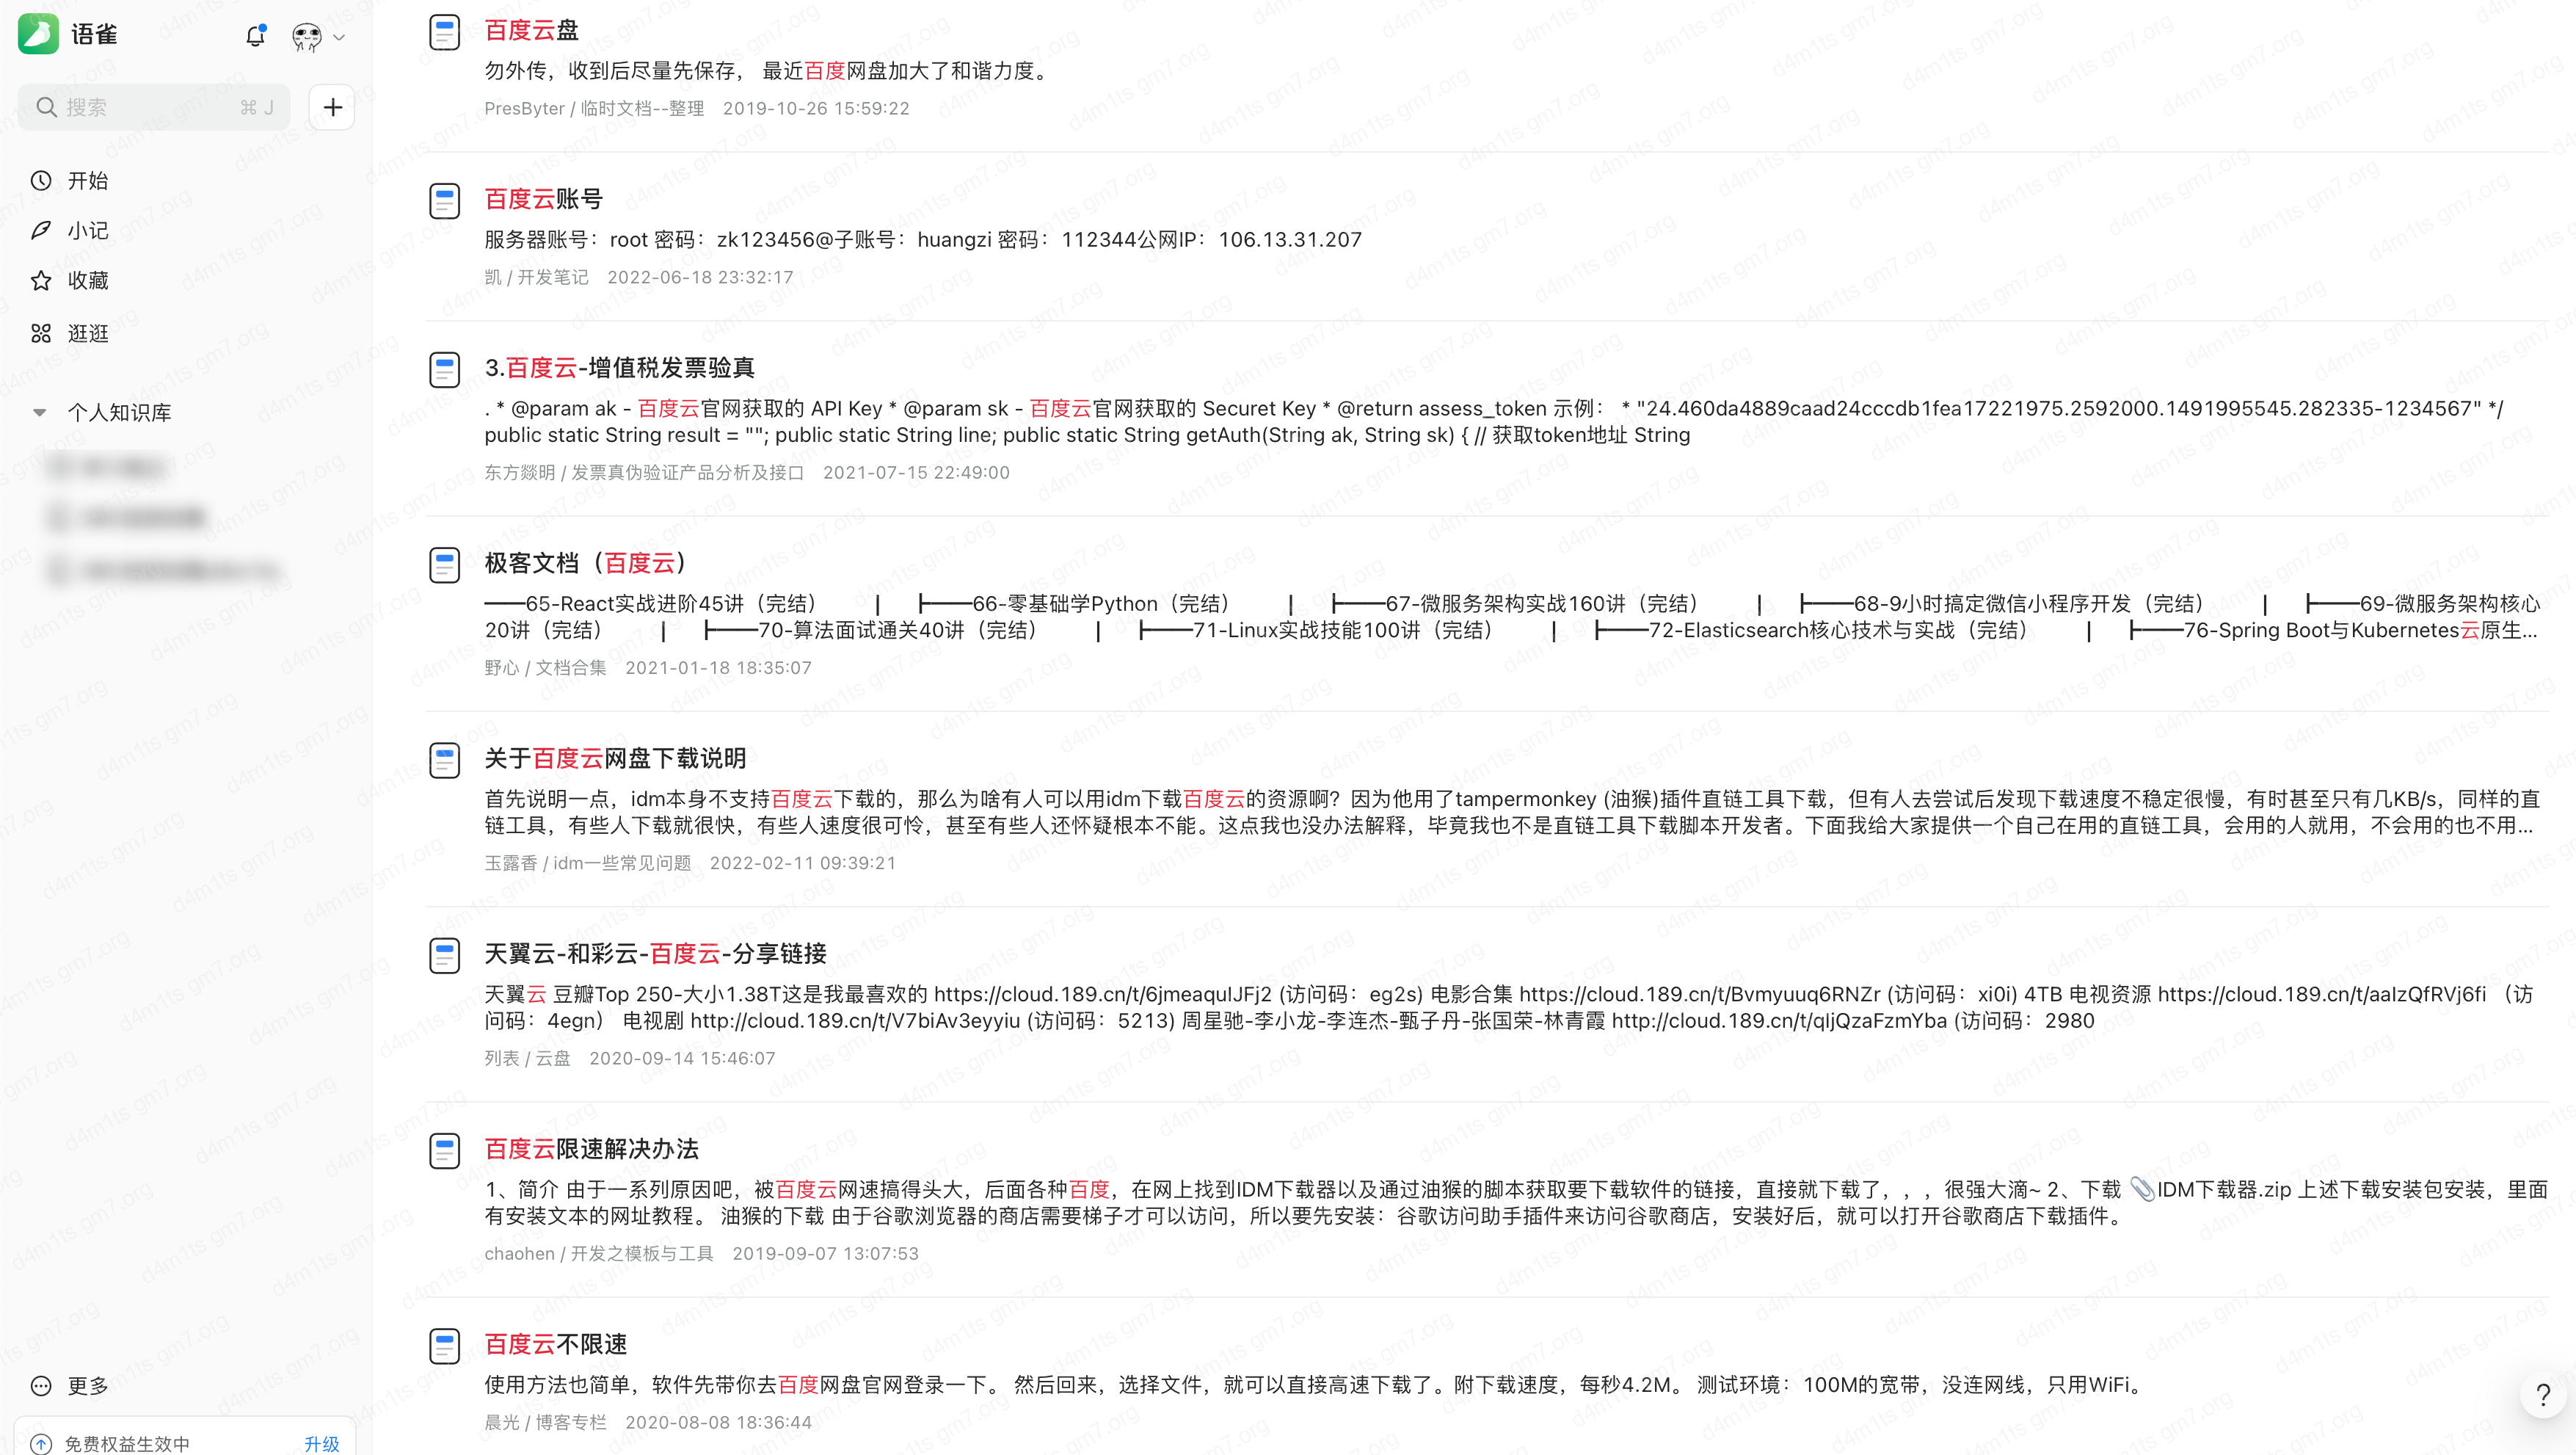 语雀
搜索 ⌘ J
开始
小记
收藏
逛逛
个人知识库
更多
免费权益生效中 升级
百度云盘
勿外传，收到后尽量先保存， 最近百度网盘加大了和谐力度。
PresByter / 临时文档--整理 2019-10-26 15:59:22
百度云账号
服务器账号：root 密码：zk123456@子账号：huangzi 密码：112344公网IP：106.13.31.207
凯 / 开发笔记 2022-06-18 23:32:17
3.百度云-增值税发票验真
. * @param ak - 百度云官网获取的 API Key * @param sk - 百度云官网获取的 Securet Key * @return assess_token 示例： * "24.460da4889caad24cccdb1fea17221975.2592000.1491995545.282335-1234567" */
public static String result = ""; public static String line; public static String getAuth(String ak, String sk) { // 获取token地址 String
东方燚明 / 发票真伪验证产品分析及接口 2021-07-15 22:49:00
极客文档（百度云）
——65-React实战进阶45讲（完结） | ├──66-零基础学Python（完结） | ├──67-微服务架构实战160讲（完结） | ├──68-9小时搞定微信小程序开发（完结） | ├──69-微服务架构核心
20讲（完结） | ├──70-算法面试通关40讲（完结） | ├──71-Linux实战技能100讲（完结） | ├──72-Elasticsearch核心技术与实战（完结） | ├──76-Spring Boot与Kubernetes云原生...
野心 / 文档合集 2021-01-18 18:35:07
关于百度云网盘下载说明
首先说明一点，idm本身不支持百度云下载的，那么为啥有人可以用idm下载百度云的资源啊？因为他用了tampermonkey (油猴)插件直链工具下载，但有人去尝试后发现下载速度不稳定很慢，有时甚至只有几KB/s，同样的直
链工具，有些人下载就很快，有些人速度很可怜，甚至有些人还怀疑根本不能。这点我也没办法解释，毕竟我也不是直链工具下载脚本开发者。下面我给大家提供一个自己在用的直链工具，会用的人就用，不会用的也不用...
玉露香 / idm一些常见问题 2022-02-11 09:39:21
天翼云-和彩云-百度云-分享链接
天翼云 豆瓣Top 250-大小1.38T这是我最喜欢的 https://cloud.189.cn/t/6jmeaquIJFj2 (访问码：eg2s) 电影合集 https://cloud.189.cn/t/Bvmyuuq6RNZr (访问码：xi0i) 4TB 电视资源 https://cloud.189.cn/t/aaIzQfRVj6fi （访
问码：4egn） 电视剧 http://cloud.189.cn/t/V7biAv3eyyiu (访问码：5213) 周星驰-李小龙-李连杰-甄子丹-张国荣-林青霞 http://cloud.189.cn/t/qIjQzaFzmYba (访问码：2980
列表 / 云盘 2020-09-14 15:46:07
百度云限速解决办法
1、简介 由于一系列原因吧，被百度云网速搞得头大，后面各种百度，在网上找到IDM下载器以及通过油猴的脚本获取要下载软件的链接，直接就下载了，，，很强大滴~ 2、下载 📎IDM下载器.zip 上述下载安装包安装，里面
有安装文本的网址教程。 油猴的下载 由于谷歌浏览器的商店需要梯子才可以访问，所以要先安装：谷歌访问助手插件来访问谷歌商店，安装好后，就可以打开谷歌商店下载插件。
chaohen / 开发之模板与工具 2019-09-07 13:07:53
百度云不限速
使用方法也简单，软件先带你去百度网盘官网登录一下。 然后回来，选择文件，就可以直接高速下载了。附下载速度，每秒4.2M。 测试环境：100M的宽带，没连网线，只用WiFi。
晨光 / 博客专栏 2020-08-08 18:36:44
?
d4m1ts gm7.org